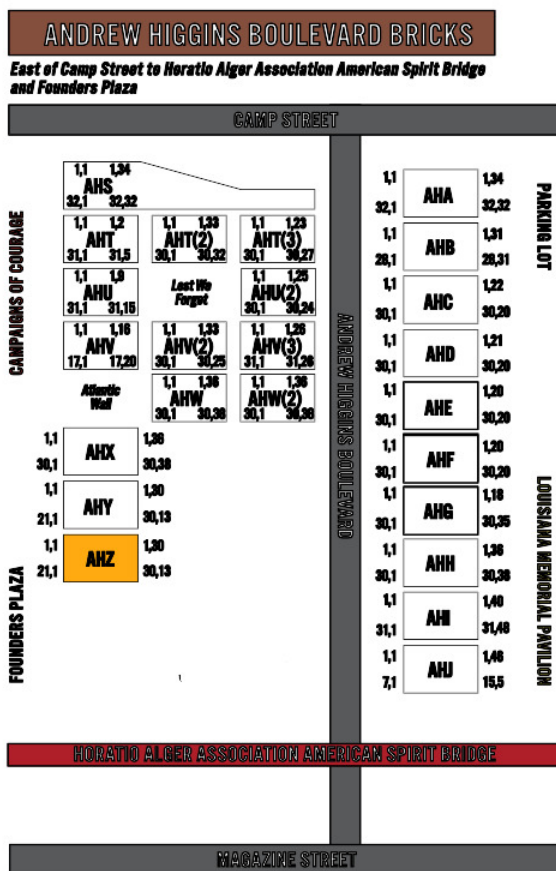 ANDREW HIGGINS BOULEVARD BRICKS
East of Camp Street to Horatio Alger Association American Spirit Bridge
and Founders Plaza
CAMP STREET
CAMPAIGNS OF COURAGE
FOUNDERS PLAZA
1,1 1,34
AHS
32,1 32,32
1,1 1,2
AHT
31,1 31,5
1,1 1,33
AHT(2)
30,1 30,32
1,1 1,23
AHT(3)
30,1 30,27
1,1 1,9
AHU
31,1 31,15
Lest We
Forget
1,1 1,25
AHU(2)
30,1 30,24
1,1 1,16
AHV
17,1 17,20
1,1 1,33
AHV(2)
30,1 30,25
1,1 1,26
AHV(3)
31,1 31,26
Atlantic
Wall
1,1 1,36
AHW
30,1 30,36
1,1 1,36
AHW(2)
30,1 30,36
1,1 1,36
AHX
30,1 30,38
1,1 1,30
AHY
21,1 30,13
1,1 1,30
AHZ
21,1 30,13
ANDREW HIGGINS BOULEVARD
1,1 1,34
AHA
32,1 32,32
1,1 1,31
AHB
28,1 28,31
1,1 1,22
AHC
30,1 30,20
1,1 1,21
AHD
30,1 30,20
1,1 1,20
AHE
30,1 30,20
1,1 1,20
AHF
30,1 30,20
1,1 1,18
AHG
30,1 30,35
1,1 1,36
AHH
30,1 30,36
1,1 1,40
AHI
31,1 31,48
1,1 1,46
AHJ
7,1 15,5
PARKING LOT
LOUISIANA MEMORIAL PAVILION
HORATIO ALGER ASSOCIATION AMERICAN SPIRIT BRIDGE
MAGAZINE STREET